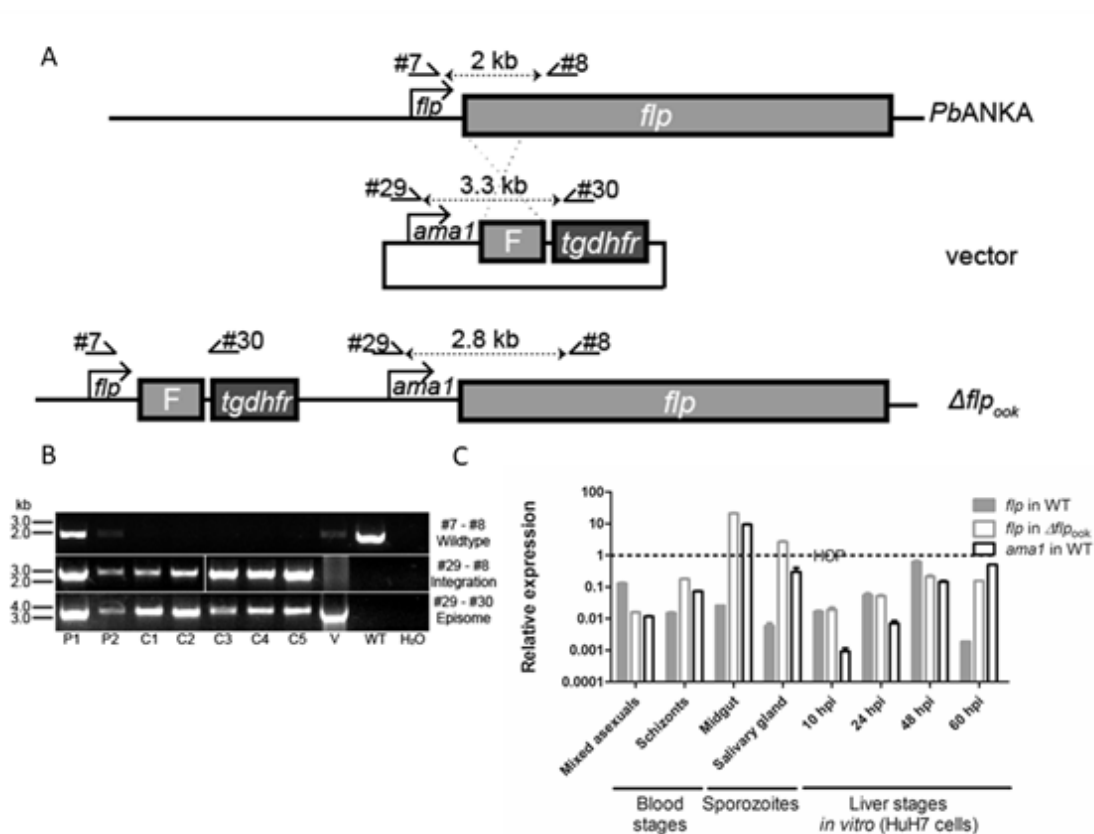 A
#7 2 kb #8
flp flp PbANKA
#29 3.3 kb #30
ama1 F tgdhfr vector
#7 #30 #29 2.8 kb #8
flp F tgdhfr ama1 flp Δflpook
B
kb
3.0
2.0
#7 - #8
Wildtype
3.0
2.0
#29 - #8
Integration
4.0
3.0
#29 - #30
Episome
P1 P2 C1 C2 C3 C4 C5 V WT H₂O
C
Relative expression
100
10
1
0.1
0.01
0.001
0.0001
HOP
flp in WT
flp in Δflpook
ama1 in WT
Mixed asexuals
Schizonts
Midgut
Salivary gland
10 hpi
24 hpi
48 hpi
60 hpi
Blood
stages
Sporozoites
Liver stages
in vitro (HuH7 cells)